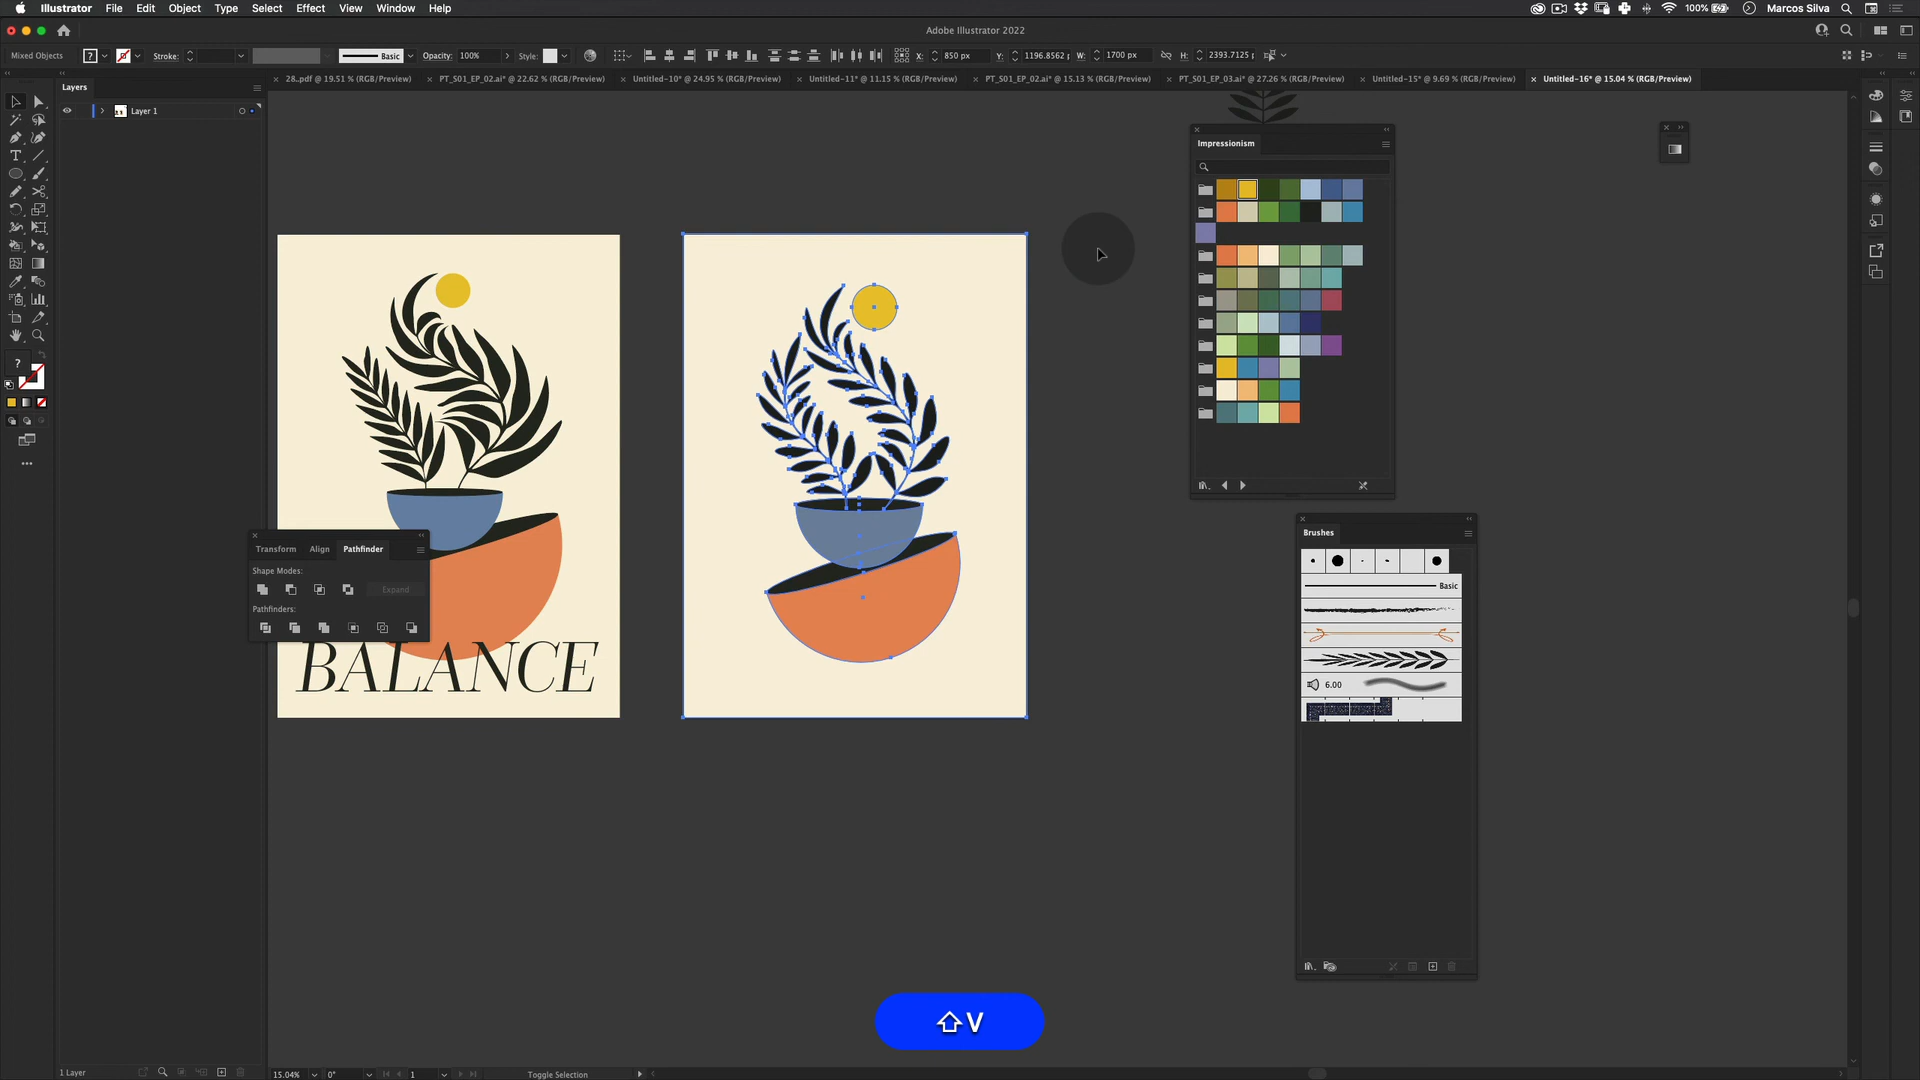 Illustrator File Edit Object Type Select Effect View Window Help
100%
Marcos Silva
Adobe Illustrator 2022
Mixed Objects
?
Stroke:
Basic
Opacity: 100%
Style:
X: 850 px
Y: 1196.8562 p
W: 1700 px
H: 2393.7125 p
28..pdf @ 19.51 % (RGB/Preview)
PT_S01_EP_02.ai* @ 22.62 % (RGB/Preview)
Untitled-10* @ 24.95 % (RGB/Preview)
Untitled-11* @ 11.15 % (RGB/Preview)
PT_S01_EP_02.ai* @ 15.13 % (RGB/Preview)
PT_S01_EP_03.ai* @ 27.26 % (RGB/Preview)
Untitled-15* @ 9.69 % (RGB/Preview)
Untitled-16* @ 15.04 % (RGB/Preview)
Layers
Layer 1
Impressionism
?
Transform Align Pathfinder
Shape Modes:
Expand
Pathfinders:
BALANCE
Brushes
Basic
6.00
⇧V
1 Layer
15.04%
0°
1
Toggle Selection